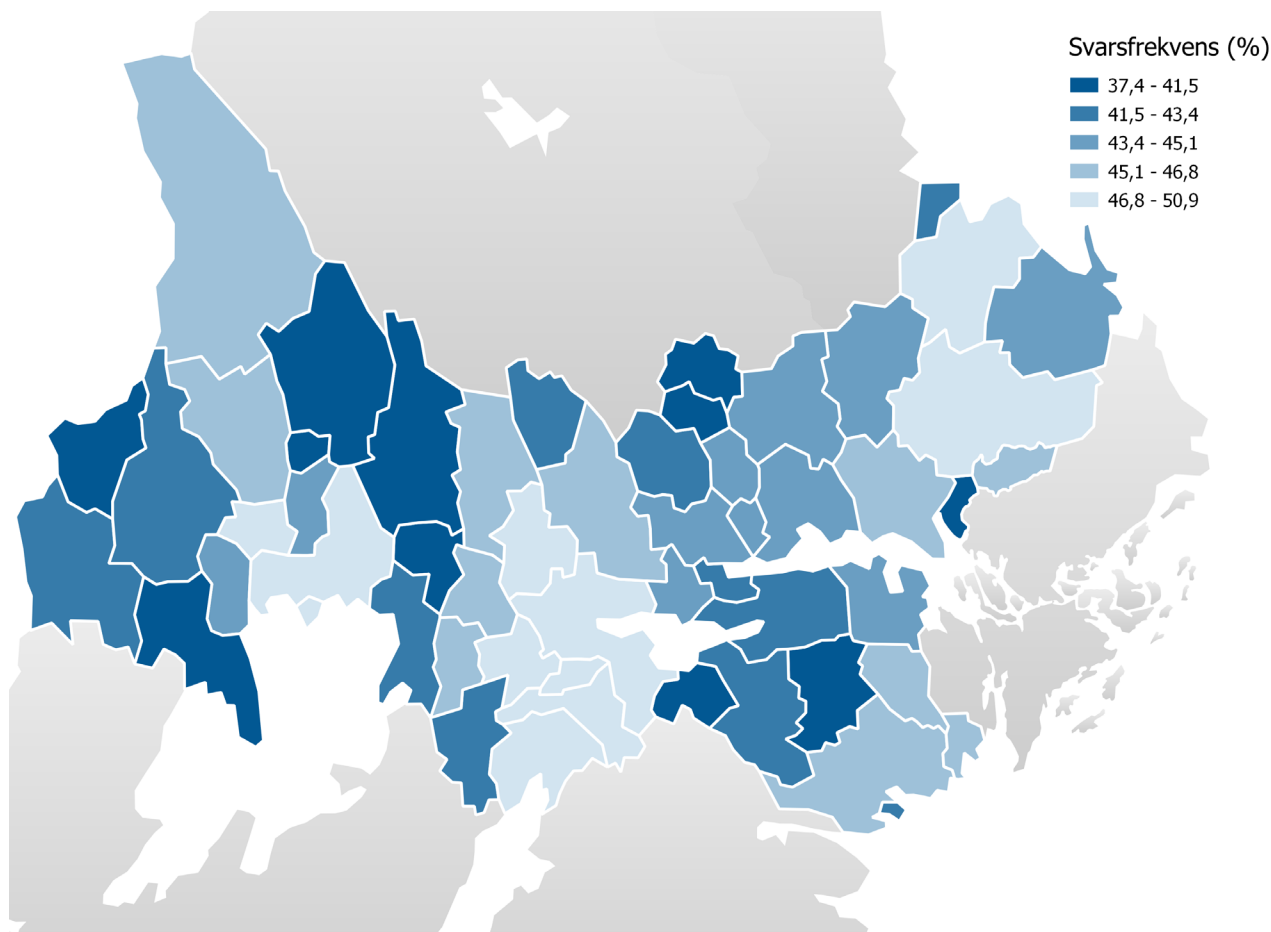 Svarsfrekvens (%)
37,4 - 41,5
41,5 - 43,4
43,4 - 45,1
45,1 - 46,8
46,8 - 50,9